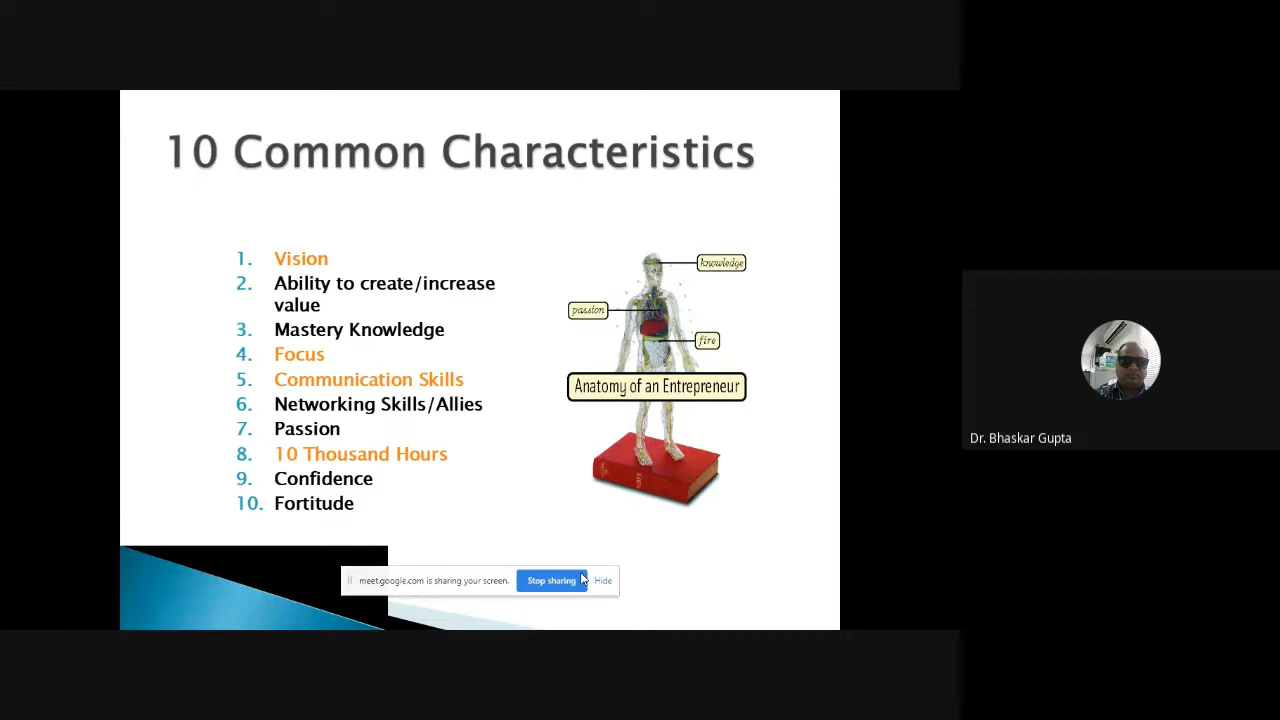 10 Common Characteristics
1. Vision
2. Ability to create/increase
value
3. Mastery Knowledge
4. Focus
5. Communication Skills
6. Networking Skills/Allies
7. Passion
8. 10 Thousand Hours
9. Confidence
10. Fortitude
knowledge
passion
fire
Anatomy of an Entrepreneur
meet.google.com is sharing your screen. Stop sharing Hide
Dr. Bhaskar Gupta